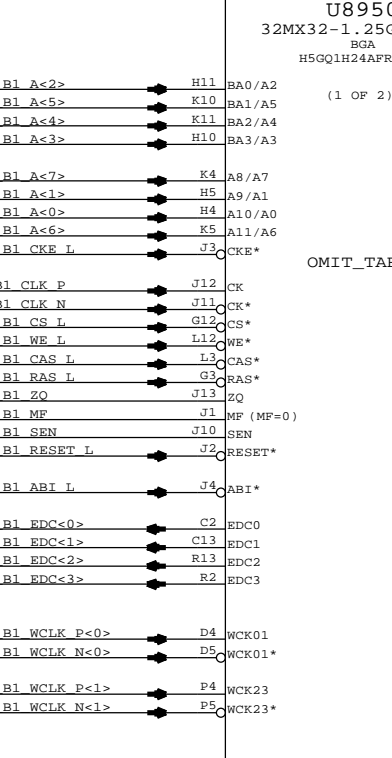 U8950
32MX32-1.25G
BGA
H5GQ1H24AFR
(1 OF 2)
B1 A<2> H11 BA0/A2
B1 A<5> K10 BA1/A5
B1 A<4> K11 BA2/A4
B1 A<3> H10 BA3/A3
B1 A<7> K4 A8/A7
B1 A<1> H5 A9/A1
B1 A<0> H4 A10/A0
B1 A<6> K5 A11/A6
B1 CKE L J3 CKE*
OMIT_TAB
B1 CLK P J12 CK
B1 CLK N J11 CK*
B1 CS L G12 CS*
B1 WE L L12 WE*
B1 CAS L L3 CAS*
B1 RAS L G3 RAS*
B1 ZQ J13 ZQ
B1 MF J1 MF (MF=0)
B1 SEN J10 SEN
B1 RESET L J2 RESET*
B1 ABI L J4 ABI*
B1 EDC<0> C2 EDC0
B1 EDC<1> C13 EDC1
B1 EDC<2> R13 EDC2
B1 EDC<3> R2 EDC3
B1 WCLK P<0> D4 WCK01
B1 WCLK N<0> D5 WCK01*
B1 WCLK P<1> P4 WCK23
B1 WCLK N<1> P5 WCK23*